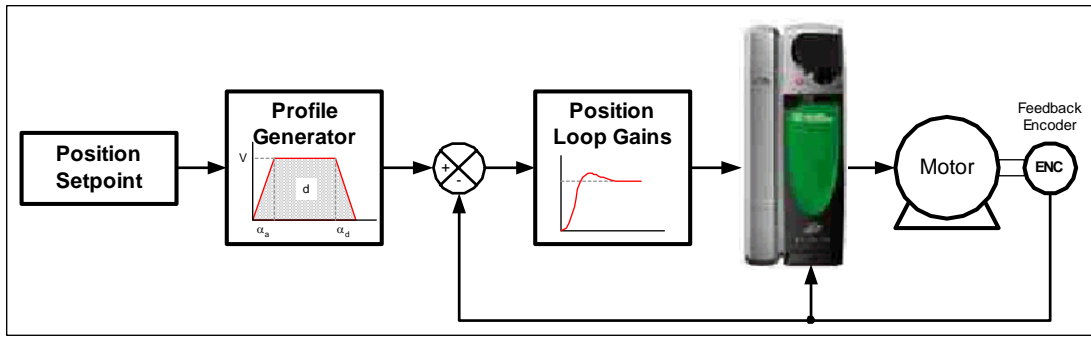 Position
Setpoint
Profile
Generator
V
d
αa
αd
+
-
Position
Loop Gains
Motor
Feedback
Encoder
ENC